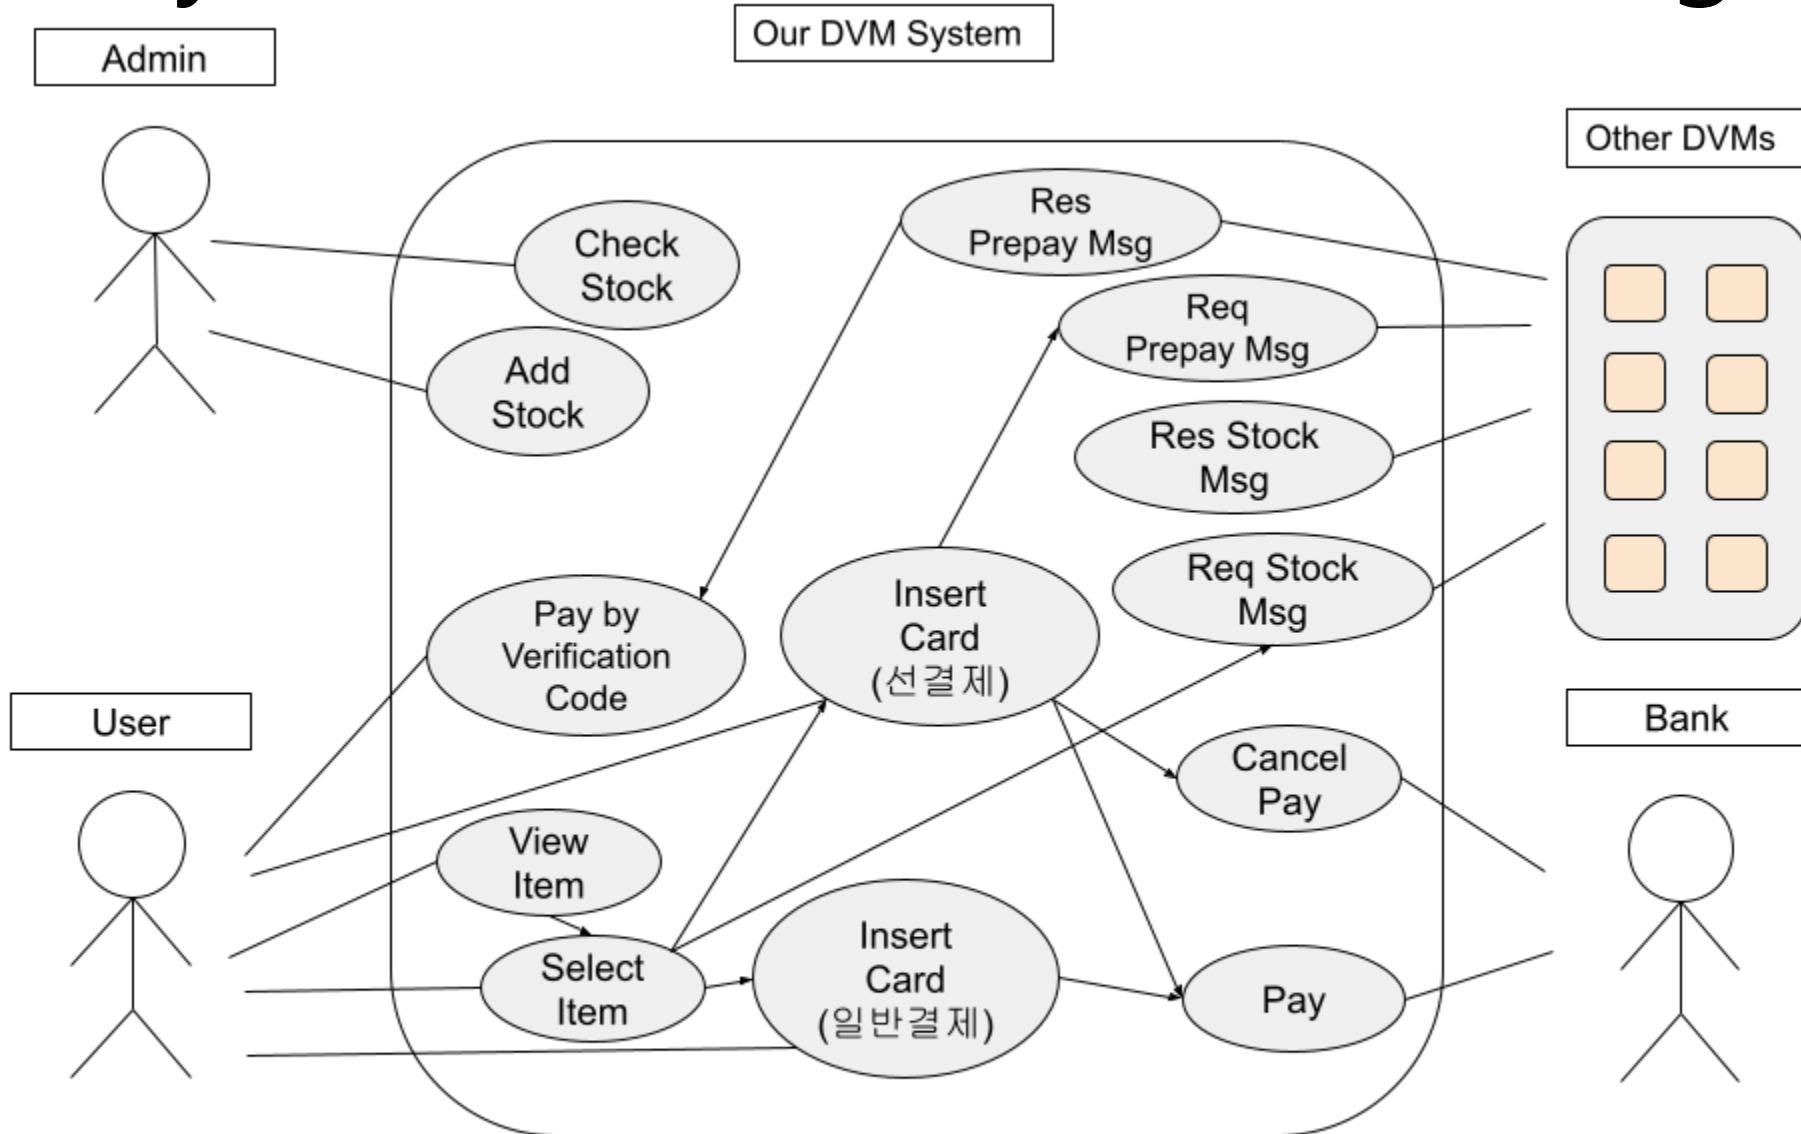 Our DVM System
Admin
Other DVMs
Res
Prepay Msg
Check
Stock
Req
Prepay Msg
Add
Stock
Res Stock
Msg
Req Stock
Msg
Insert
Card
(선결제)
Pay by
Verification
Code
User
Bank
Cancel
Pay
View
Item
Insert
Card
(일반결제)
Select
Item
Pay